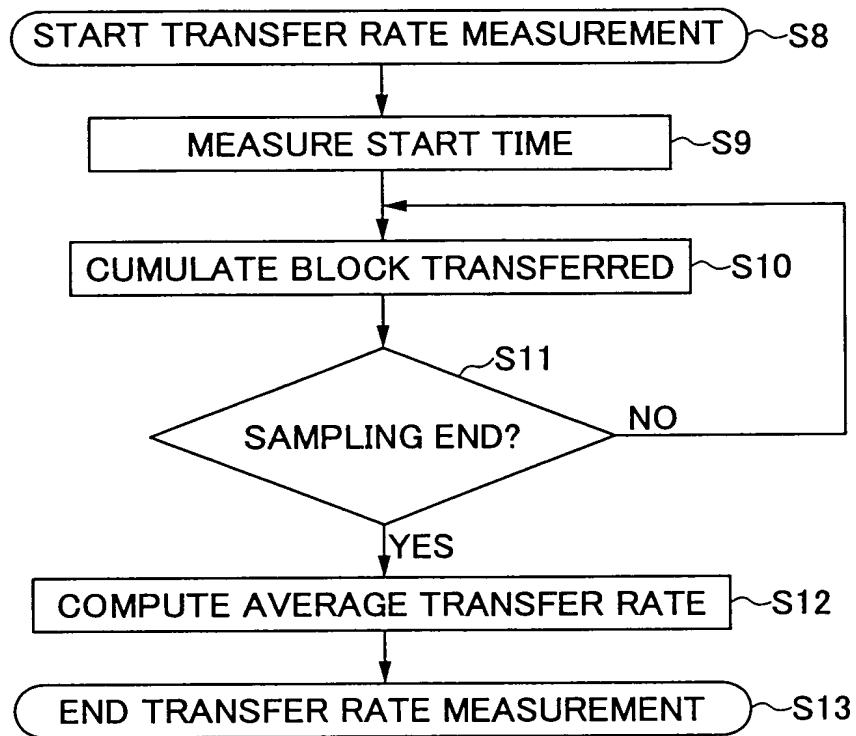 START TRANSFER RATE MEASUREMENT S8
MEASURE START TIME S9
CUMULATE BLOCK TRANSFERRED S10
S11
SAMPLING END? NO
YES
COMPUTE AVERAGE TRANSFER RATE S12
END TRANSFER RATE MEASUREMENT S13